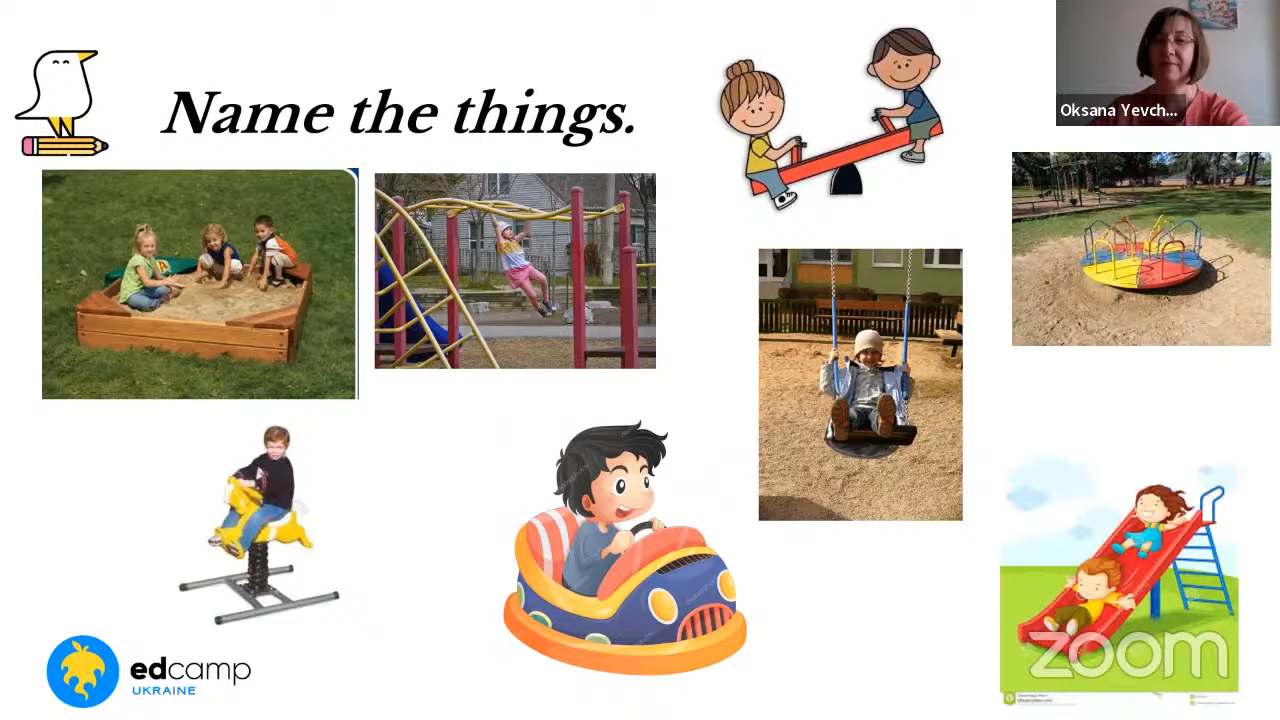 Name the things.
Oksana Yevch...
edcamp
UKRAINE
zoom